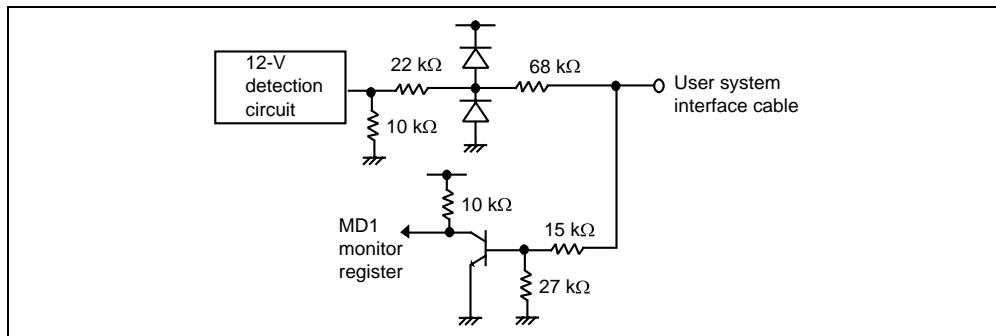 12-V
detection
circuit
22 kΩ
68 kΩ
User system
interface cable
10 kΩ
10 kΩ
MD1
monitor
register
15 kΩ
27 kΩ